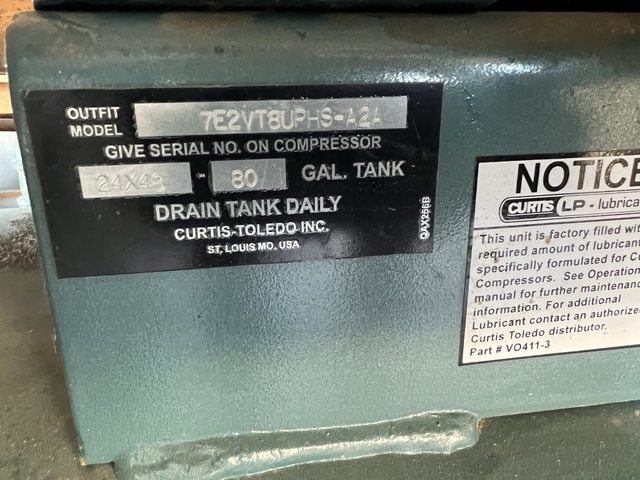 OUTFIT
MODEL 7E2VT8UPHS-A2A
GIVE SERIAL NO. ON COMPRESSOR
24X48 - 80 GAL. TANK
DRAIN TANK DAILY
CURTIS-TOLEDO INC.
ST. LOUIS MO. USA
QAX256B
NOTICE
CURTIS LP - lubrica
This unit is factory filled with
required amount of lubricant
specifically formulated for Cu
Compressors. See Operation
manual for further maintenan
information. For additional
Lubricant contact an authorize
Curtis Toledo distributor.
Part # VO411-3